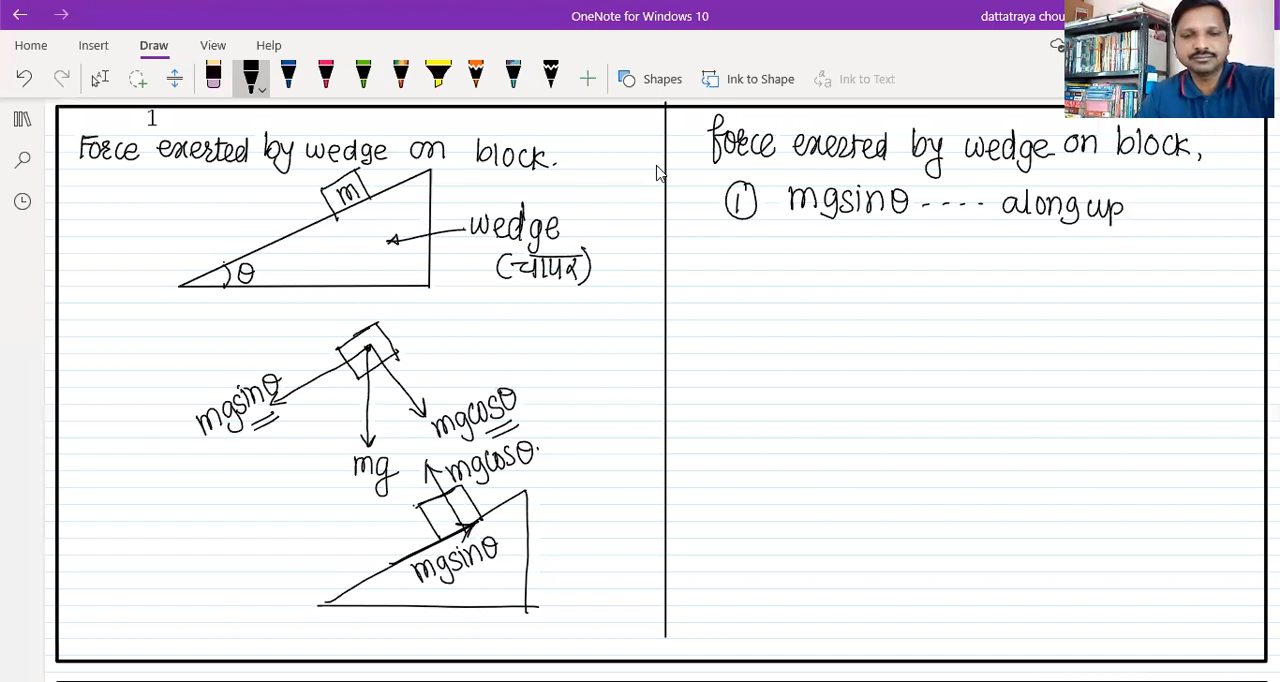 OneNote for Windows 10
dattatraya chou
Home Insert Draw View Help
Shapes Ink to Shape Ink to Text
1
Force exerted by wedge on block.
m
wedge
θ
mgsinθ
mgcosθ
mg
mgcosθ.
mgsinθ
force exerted by wedge on block,
① mgsinθ ---- along up